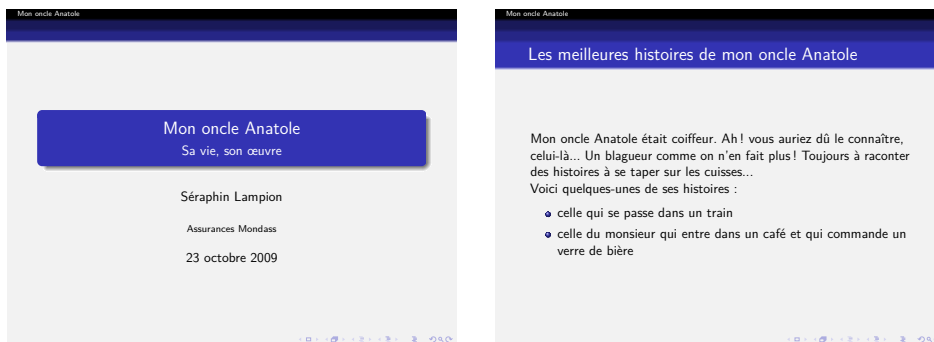 Mon oncle Anatole
Mon oncle Anatole
Sa vie, son œuvre
Séraphin Lampion
Assurances Mondass
23 octobre 2009
Mon oncle Anatole
Les meilleures histoires de mon oncle Anatole
Mon oncle Anatole était coiffeur. Ah ! vous auriez dû le connaître,
celui-là... Un blagueur comme on n'en fait plus ! Toujours à raconter
des histoires à se taper sur les cuisses...
Voici quelques-unes de ses histoires :
celle qui se passe dans un train
celle du monsieur qui entre dans un café et qui commande un
verre de bière